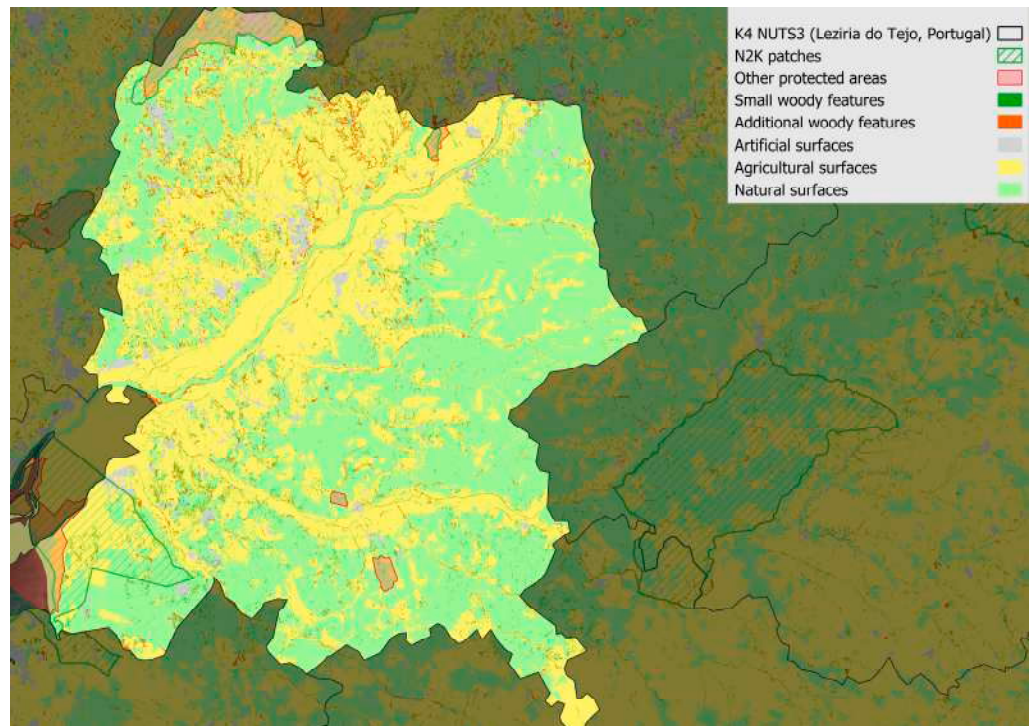 K4 NUTS3 (Leziria do Tejo, Portugal)
N2K patches
Other protected areas
Small woody features
Additional woody features
Artificial surfaces
Agricultural surfaces
Natural surfaces